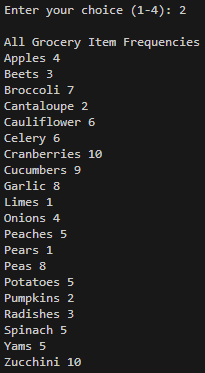 Enter your choice (1-4): 2
All Grocery Item Frequencies
Apples 4
Beets 3
Broccoli 7
Cantaloupe 2
Cauliflower 6
Celery 6
Cranberries 10
Cucumbers 9
Garlic 8
Limes 1
Onions 4
Peaches 5
Pears 1
Peas 8
Potatoes 5
Pumpkins 2
Radishes 3
Spinach 5
Yams 5
Zucchini 10